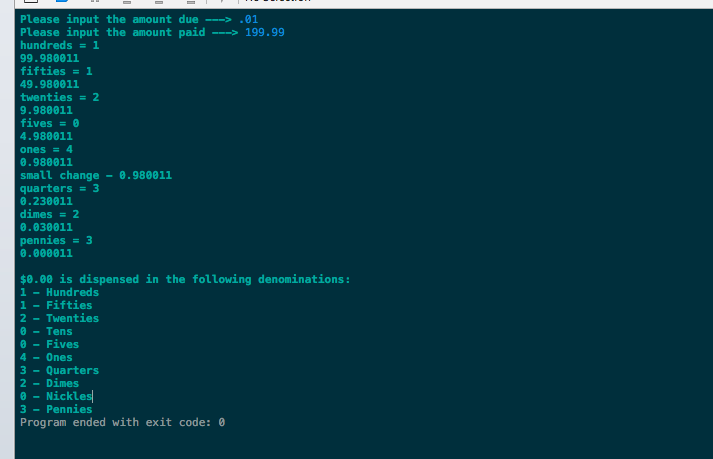 Please input the amount due ---> .01
Please input the amount paid ---> 199.99
hundreds = 1
99.980011
fifties = 1
49.980011
twenties = 2
9.980011
fives = 0
4.980011
ones = 4
0.980011
small change - 0.980011
quarters = 3
0.230011
dimes = 2
0.030011
pennies = 3
0.000011
$0.00 is dispensed in the following denominations:
1 - Hundreds
1 - Fifties
2 - Twenties
0 - Tens
0 - Fives
4 - Ones
3 - Quarters
2 - Dimes
0 - Nickles
3 - Pennies
Program ended with exit code: 0